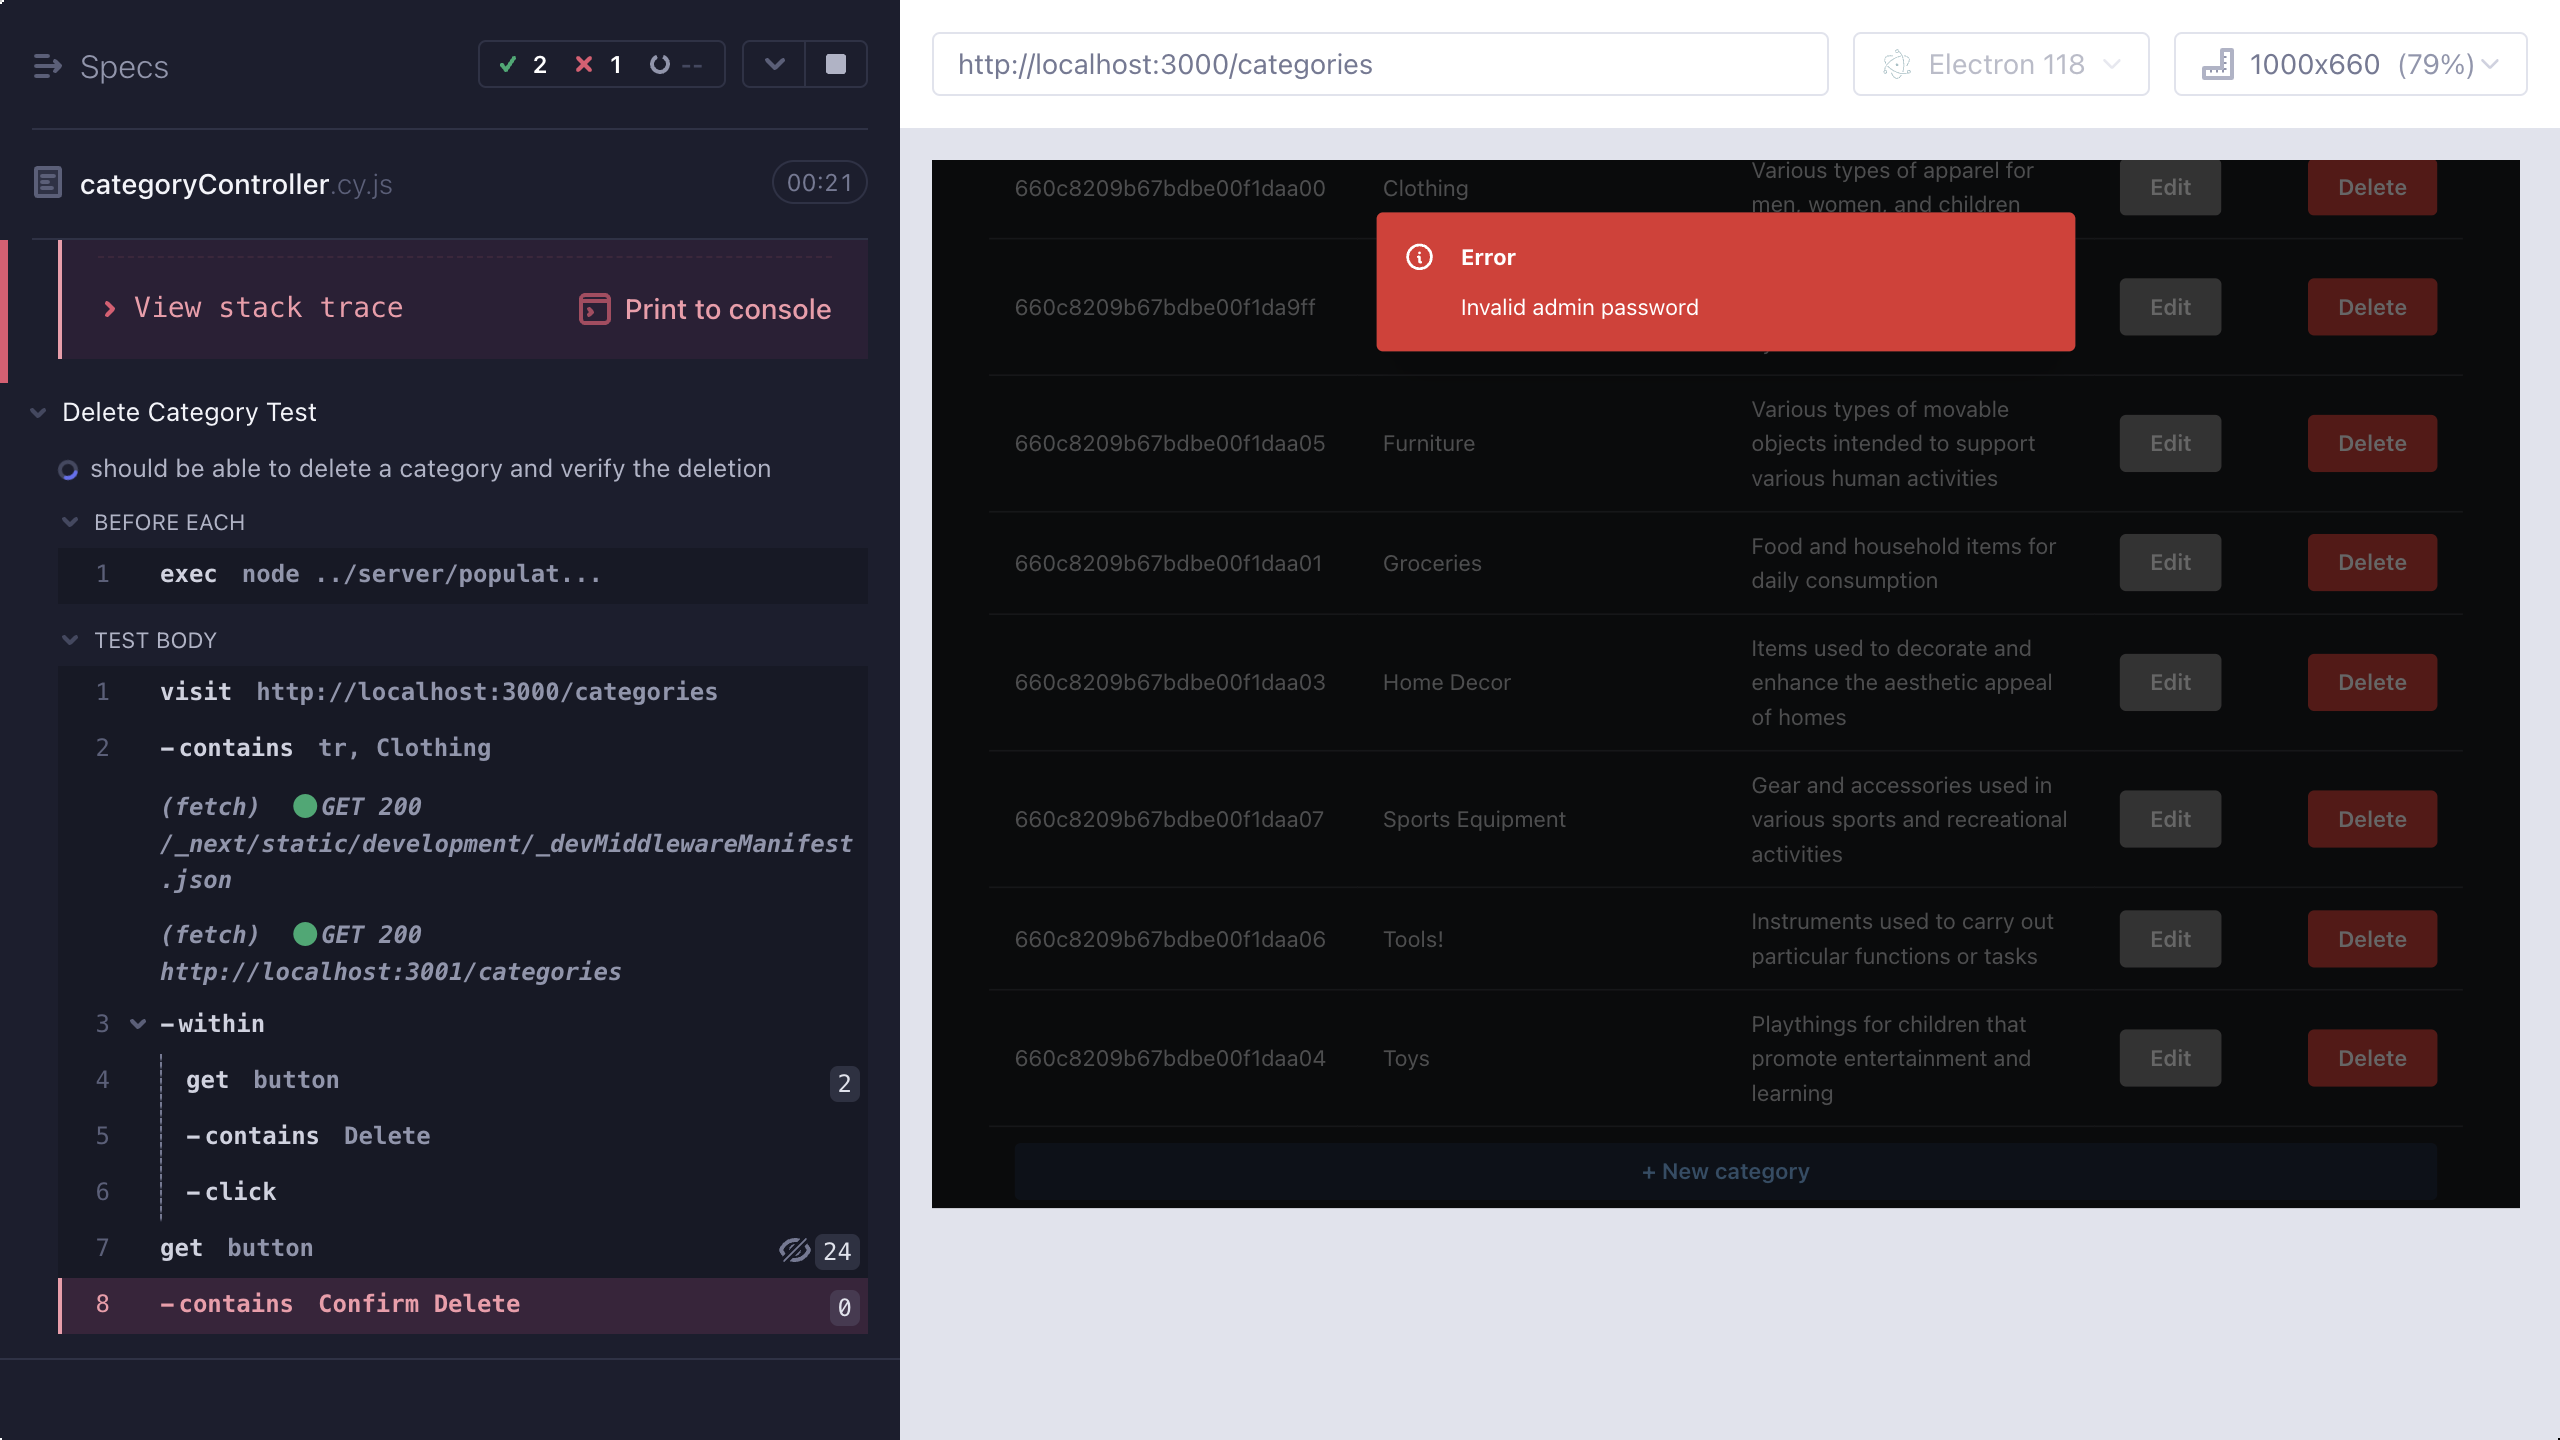 Specs
2 1 --
categoryController.cy.js 00:21
View stack trace Print to console
Delete Category Test
should be able to delete a category and verify the deletion
BEFORE EACH
1 exec node ../server/populat...
TEST BODY
1 visit http://localhost:3000/categories
2 -contains tr, Clothing
(fetch) GET 200
/_next/static/development/_devMiddlewareManifest
.json
(fetch) GET 200
http://localhost:3001/categories
3 -within
4 get button 2
5 -contains Delete
6 -click
7 get button 24
8 -contains Confirm Delete 0
http://localhost:3000/categories Electron 118 1000x660 (79%)
Various types of apparel for
660c8209b67bdbe00f1daa00 Clothing Edit Delete
men, women, and children
Error
660c8209b67bdbe00f1da9ff Edit Delete
Invalid admin password
Various types of movable
660c8209b67bdbe00f1daa05 Furniture objects intended to support Edit Delete
various human activities
Food and household items for
660c8209b67bdbe00f1daa01 Groceries Edit Delete
daily consumption
Items used to decorate and
660c8209b67bdbe00f1daa03 Home Decor enhance the aesthetic appeal Edit Delete
of homes
Gear and accessories used in
660c8209b67bdbe00f1daa07 Sports Equipment various sports and recreational Edit Delete
activities
Instruments used to carry out
660c8209b67bdbe00f1daa06 Tools! Edit Delete
particular functions or tasks
Playthings for children that
660c8209b67bdbe00f1daa04 Toys promote entertainment and Edit Delete
learning
+ New category